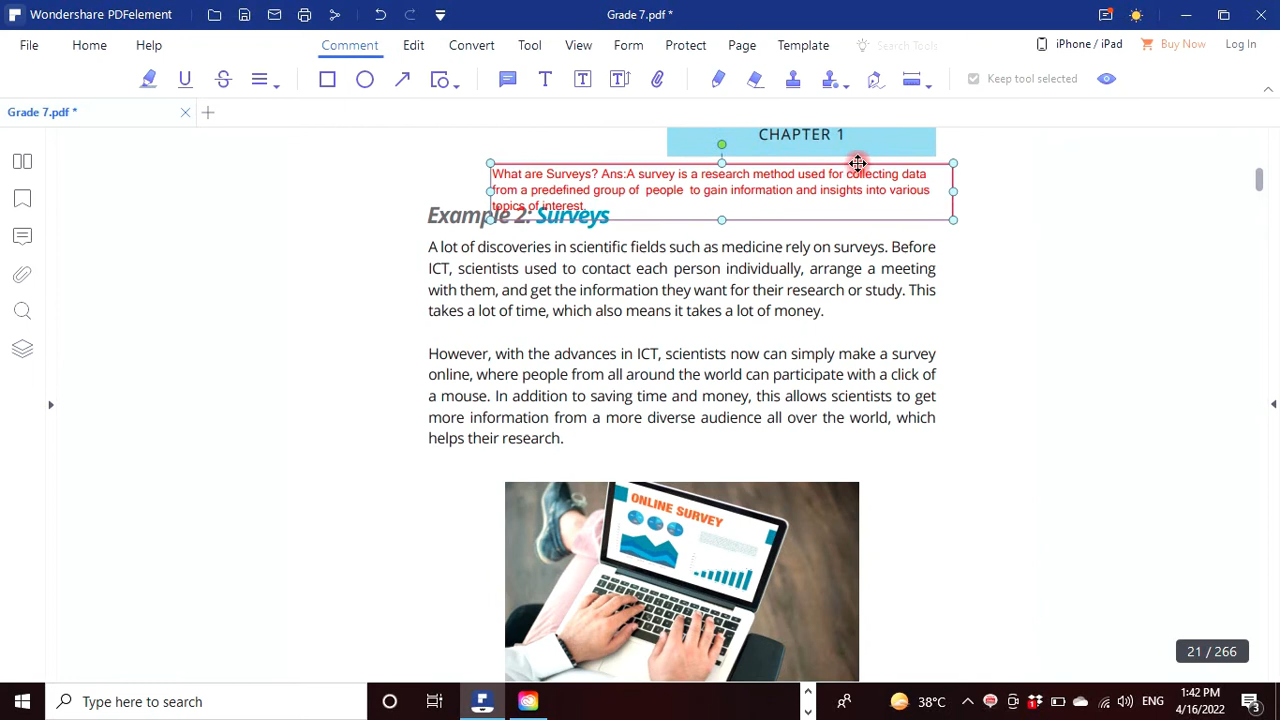 Wondershare PDFelement
Grade 7.pdf *
File Home Help Comment Edit Convert Tool View Form Protect Page Template Search Tools iPhone / iPad Buy Now Log In
Keep tool selected
Grade 7.pdf *
CHAPTER 1
What are Surveys? Ans:A survey is a research method used for collecting data
from a predefined group of people to gain information and insights into various
topics of interest.
Example 2: Surveys
A lot of discoveries in scientific fields such as medicine rely on surveys. Before
ICT, scientists used to contact each person individually, arrange a meeting
with them, and get the information they want for their research or study. This
takes a lot of time, which also means it takes a lot of money.
However, with the advances in ICT, scientists now can simply make a survey
online, where people from all around the world can participate with a click of
a mouse. In addition to saving time and money, this allows scientists to get
more information from a more diverse audience all over the world, which
helps their research.
ONLINE SURVEY
21 / 266
Type here to search
38°C
ENG
1:42 PM
4/16/2022
3